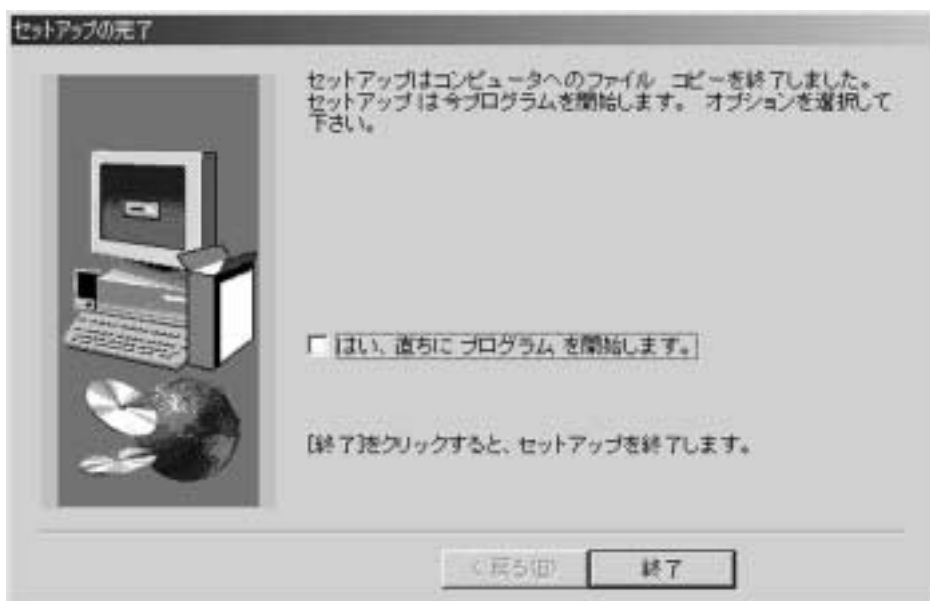 セットアップの完了
セットアップはコンピュータへのファイル コピーを終了しました。
セットアップは今プログラムを開始します。 オプションを選択して
下さい。
はい、直ちに プログラム を開始します。
[終了]をクリックすると、セットアップを終了します。
< 戻る(B)
終了